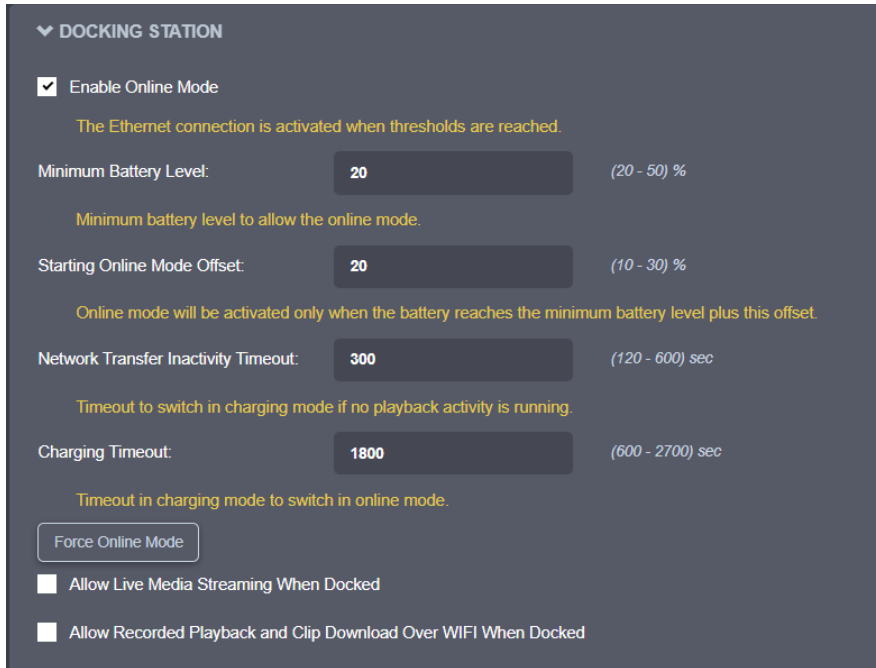 DOCKING STATION
Enable Online Mode
The Ethernet connection is activated when thresholds are reached.
Minimum Battery Level: 20 (20 - 50) %
Minimum battery level to allow the online mode.
Starting Online Mode Offset: 20 (10 - 30) %
Online mode will be activated only when the battery reaches the minimum battery level plus this offset.
Network Transfer Inactivity Timeout: 300 (120 - 600) sec
Timeout to switch in charging mode if no playback activity is running.
Charging Timeout: 1800 (600 - 2700) sec
Timeout in charging mode to switch in online mode.
Force Online Mode
Allow Live Media Streaming When Docked
Allow Recorded Playback and Clip Download Over WIFI When Docked